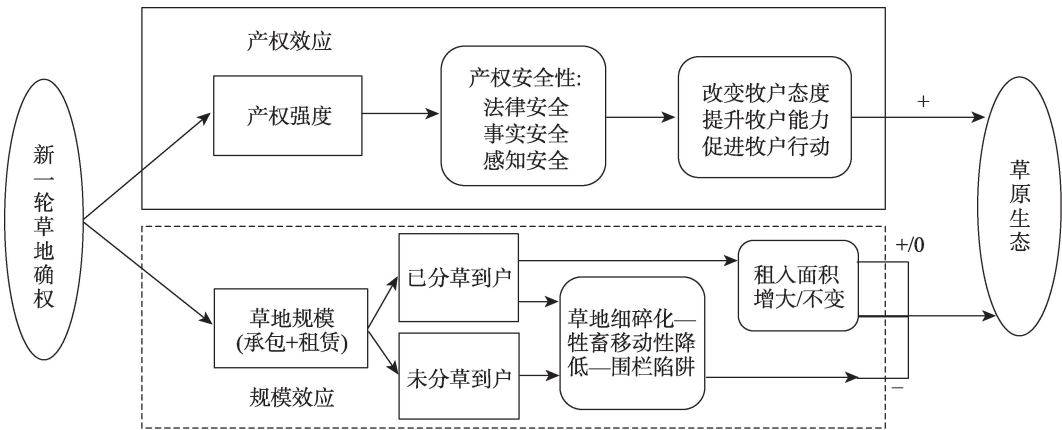 新一轮草地确权
产权效应
产权强度
产权安全性:
法律安全
事实安全
感知安全
改变牧户态度
提升牧户能力
促进牧户行动
+
草原生态
草地规模
(承包+租赁)
规模效应
已分草到户
未分草到户
草地细碎化—
牲畜移动性降
低—围栏陷阱
租入面积
增大/不变
+/0
−